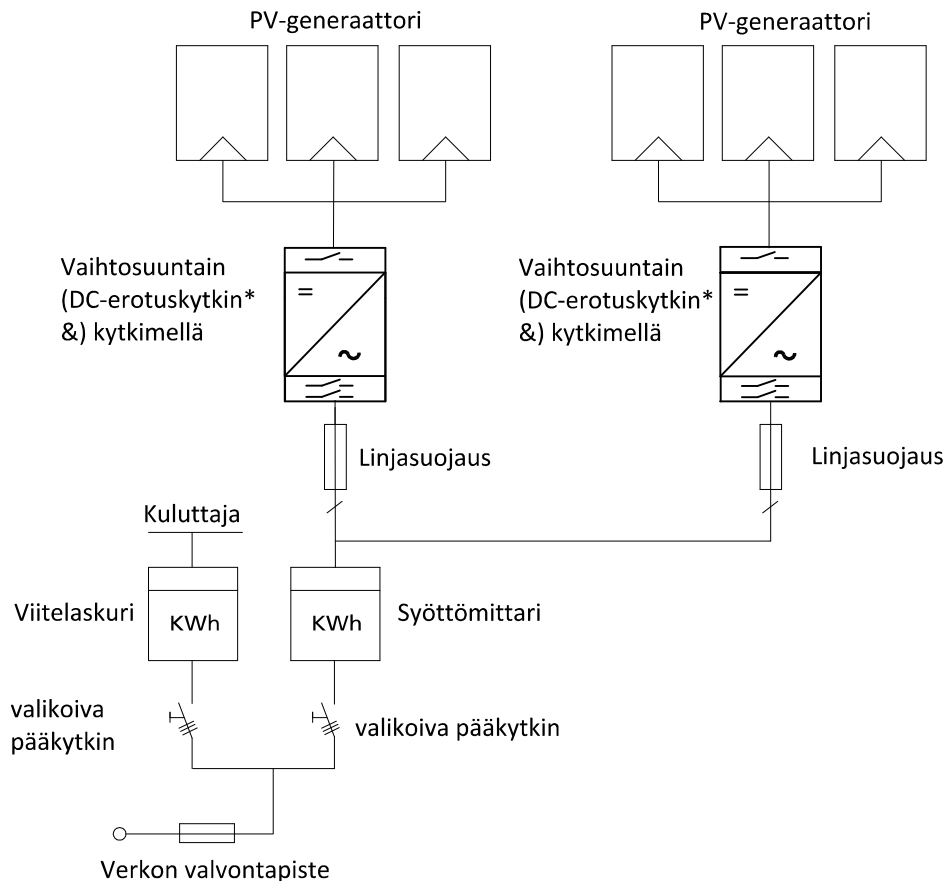 PV-generaattori
PV-generaattori
Vaihtosuuntain
(DC-erotuskytkin*
&) kytkimellä
Vaihtosuuntain
(DC-erotuskytkin*
&) kytkimellä
Linjasuojaus
Linjasuojaus
Kuluttaja
Viitelaskuri
KWh
KWh
Syöttömittari
valikoiva
pääkytkin
valikoiva pääkytkin
Verkon valvontapiste